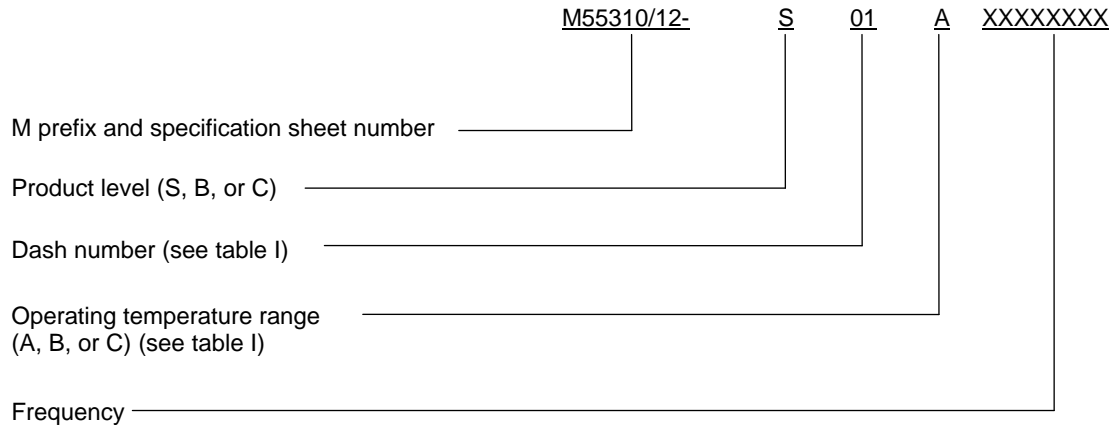 M55310/12- S 01 A XXXXXXXX
M prefix and specification sheet number
Product level (S, B, or C)
Dash number (see table I)
Operating temperature range
(A, B, or C) (see table I)
Frequency